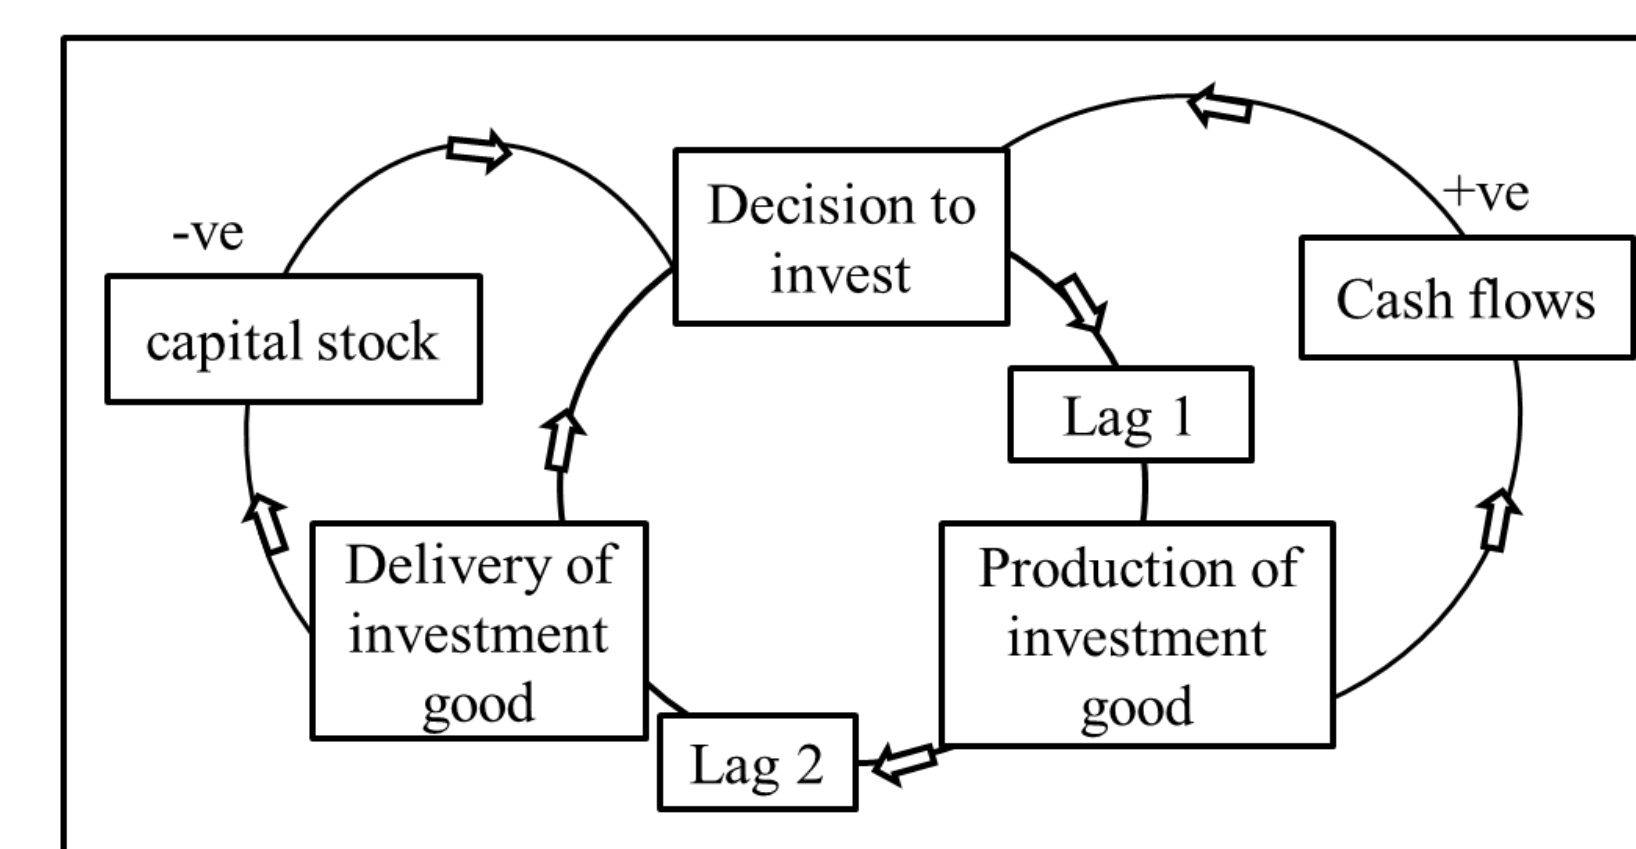 Decision to
invest
+ve
-ve
Cash flows
capital stock
Lag 1
Delivery of
investment
good
Production of
investment
good
Lag 2